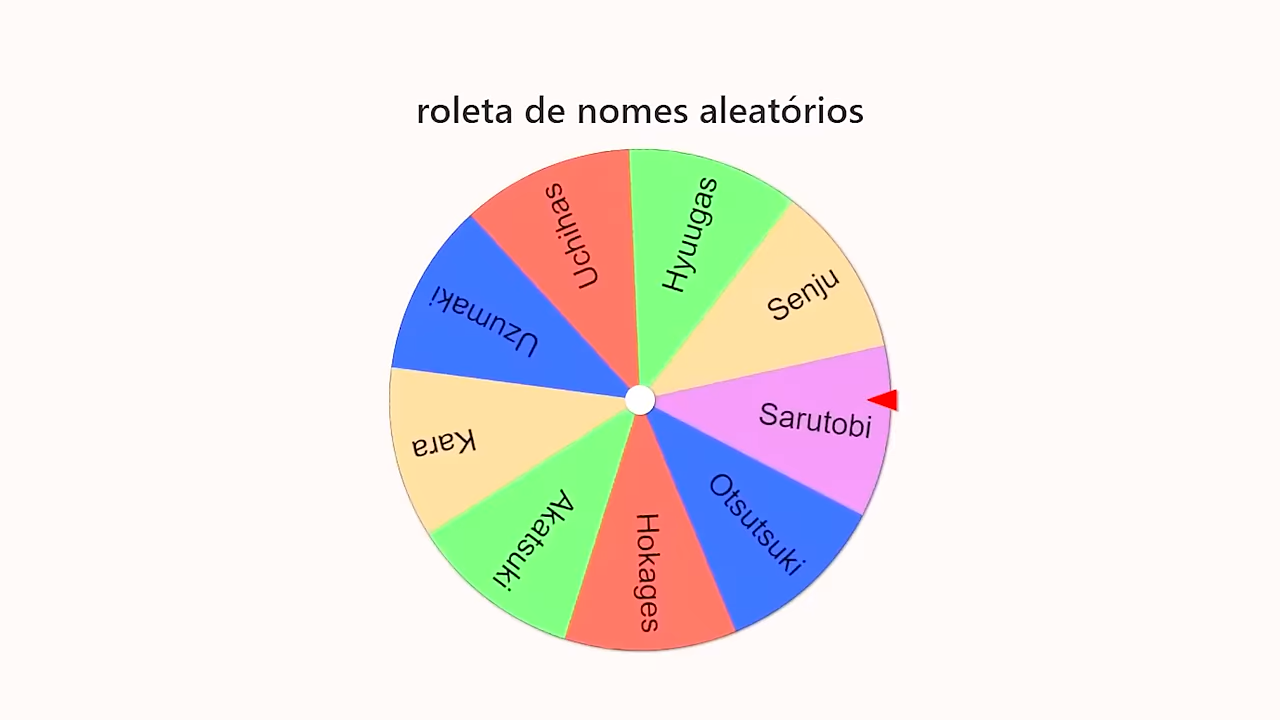 roleta de nomes aleatórios
Uchihas
Hyuugas
Senju
Sarutobi
Otsutsuki
Hokages
Akatsuki
Kara
Uzumaki